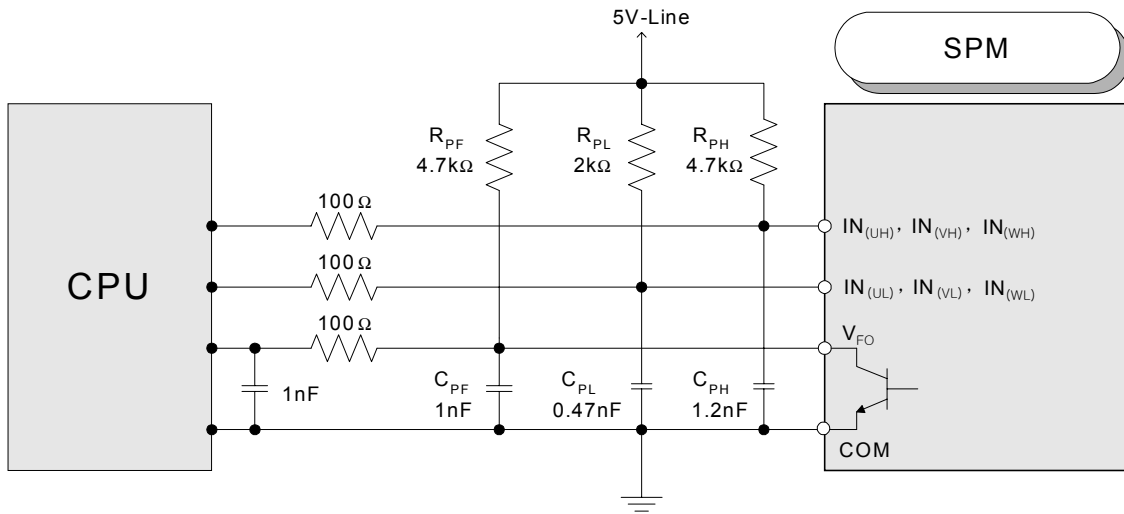 5V-Line
SPM
R_PF
4.7kΩ
R_PL
2kΩ
R_PH
4.7kΩ
CPU
100Ω
100Ω
100Ω
IN(UH), IN(VH), IN(WH)
IN(UL), IN(VL), IN(WL)
V_FO
1nF
C_PF
1nF
C_PL
0.47nF
C_PH
1.2nF
COM